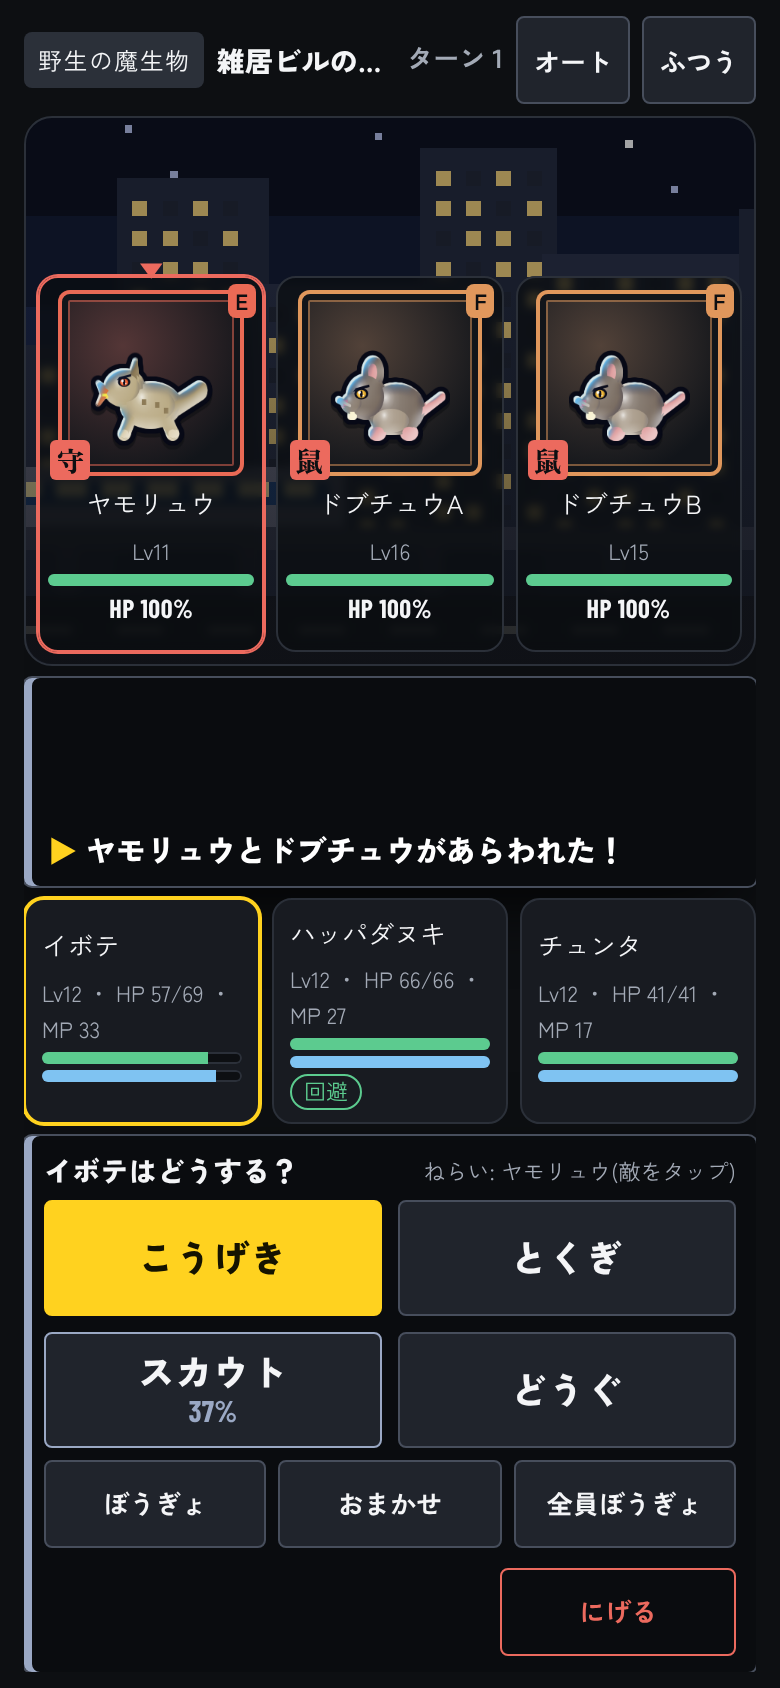 野生の魔生物
雑居ビルの…
ターン 1
オート
ふつう
E
F
F
守
鼠
鼠
ヤモリュウ
ドブチュウA
ドブチュウB
Lv11
Lv16
Lv15
HP 100%
HP 100%
HP 100%
▶ ヤモリュウとドブチュウがあらわれた！
イボテ
Lv12 ・ HP 57/69 ・
MP 33
ハッパダヌキ
Lv12 ・ HP 66/66 ・
MP 27
回避
チュンタ
Lv12 ・ HP 41/41 ・
MP 17
イボテはどうする？
ねらい: ヤモリュウ(敵をタップ)
こうげき
とくぎ
スカウト
37%
どうぐ
ぼうぎょ
おまかせ
全員ぼうぎょ
にげる